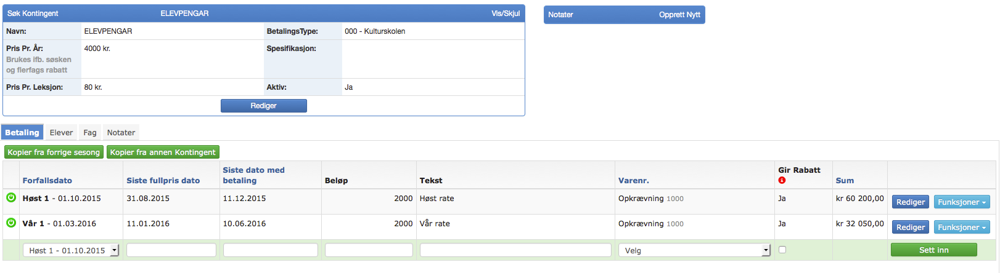 Søk Kontingent ELEVPENGAR Vis/Skjul
Notater Opprett Nytt
Navn: ELEVPENGAR BetalingsType: 000 - Kulturskolen
Pris Pr. År: 4000 kr. Spesifikasjon:
Brukes ifb. søsken
og flerfags rabatt
Pris Pr. Leksjon: 80 kr. Aktiv: Ja
Rediger
Betaling Elever Fag Notater
Kopier fra forrige sesong Kopier fra annen Kontingent
Forfallsdato Siste fullpris dato Siste dato med betaling Beløp Tekst Varenr. Gir Rabatt Sum
Høst 1 - 01.10.2015 31.08.2015 11.12.2015 2000 Høst rate Opkrævning 1000 Ja kr 60 200,00 Rediger Funksjoner
Vår 1 - 01.03.2016 11.01.2016 10.06.2016 2000 Vår rate Opkrævning 1000 Ja kr 32 050,00 Rediger Funksjoner
Høst 1 - 01.10.2015 Velg Sett inn